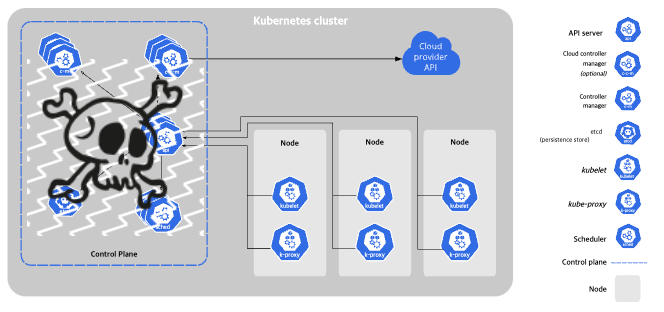 Kubernetes cluster
c-m
c-c-m
Cloud
provider
API
api
sched
Control Plane
Node
kubelet
k-proxy
Node
kubelet
k-proxy
Node
kubelet
k-proxy
API server
api
Cloud controller
manager
(optional)
c-c-m
Controller
manager
c-m
etcd
(persistence store)
etcd
kubelet
kubelet
kube-proxy
k-proxy
Scheduler
sched
Control plane
Node